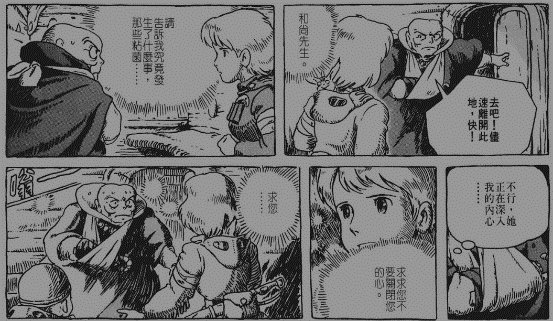 去吧！儘
速離開此
地，快！
和尚先生。
請
告訴我究竟發
生了什麼事，
那些粘菌……
不行，她
正在深入
我的內心
……
求求您不
要關閉您
的心。
求您
……
嗡